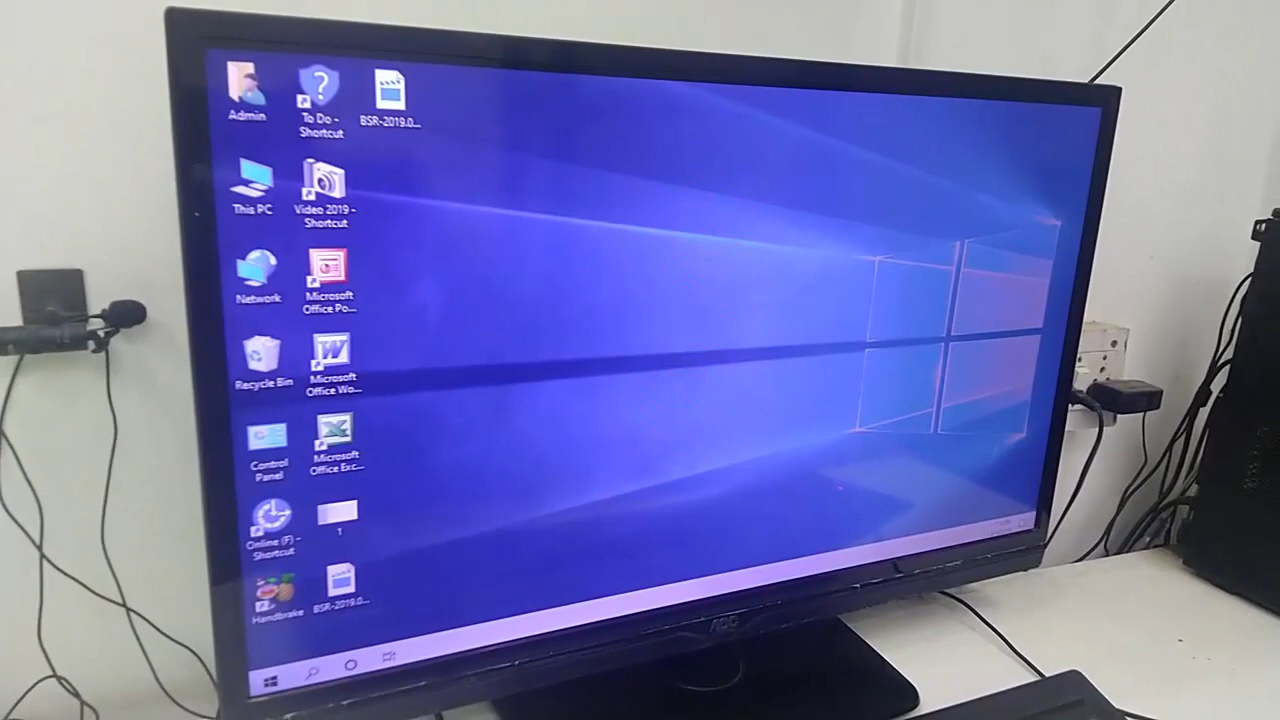 Admin
To Do -
Shortcut
BSR-2019.0...
This PC
Video 2019 -
Shortcut
Network
Microsoft
Office Po...
Recycle Bin
Microsoft
Office Wo...
Control
Panel
Microsoft
Office Exc...
Online (F) -
Shortcut
1
Handbrake
BSR-2019.0...
AOC